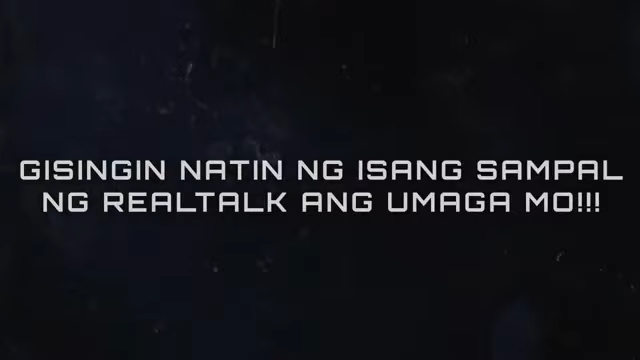 GISINGIN NATIN NG ISANG SAMPAL
NG REALTALK ANG UMAGA MO!!!